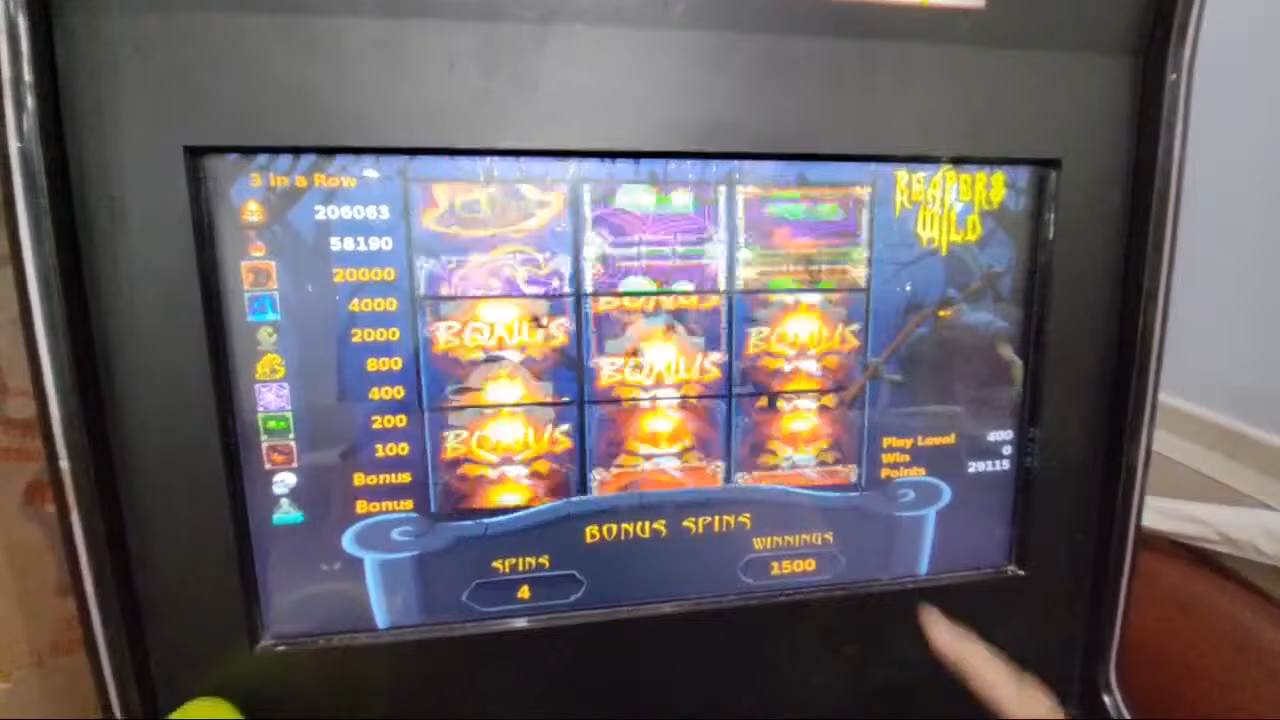 3 in a Row
206063
58190
20000
4000
2000
800
400
200
100
Bonus
Bonus
BONUS
BONUS
BONUS
BONUS
BONUS
REAPERS
WILD
Play Level 400
Win 0
Points 29115
BONUS SPINS
SPINS
4
WINNINGS
1500